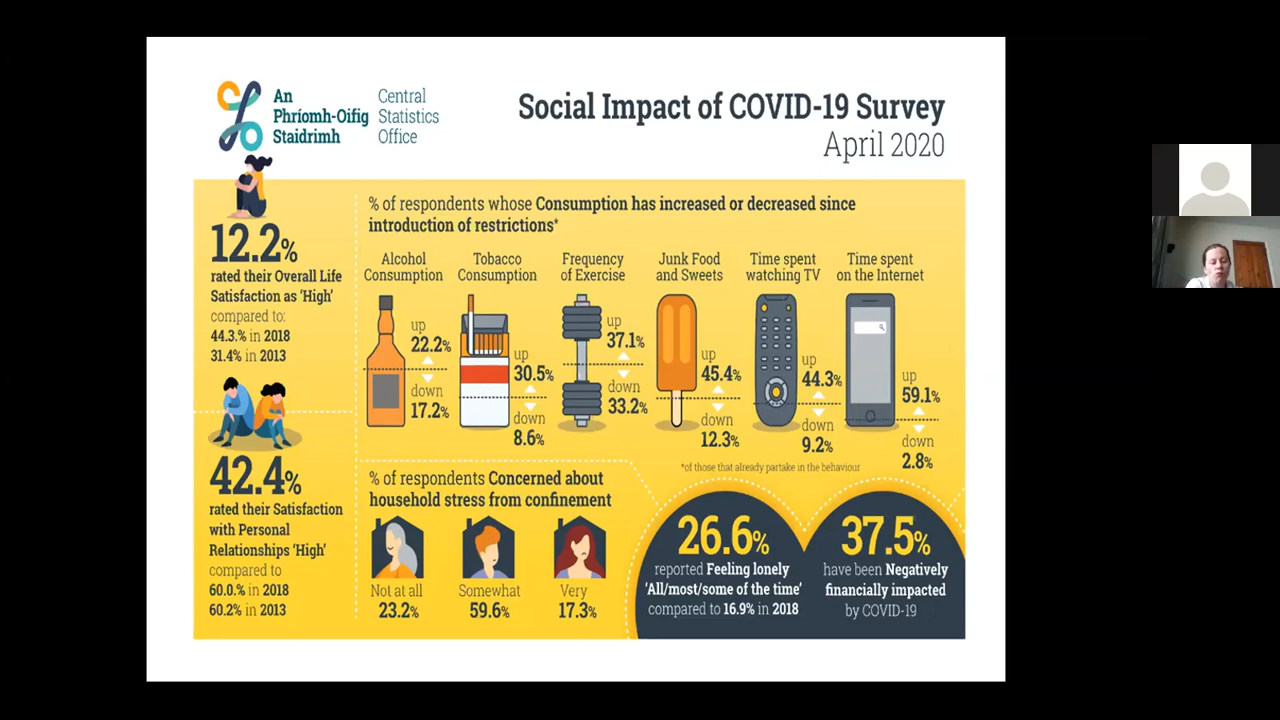 An
Phríomh-Oifig
Staidrimh
Central
Statistics
Office
Social Impact of COVID-19 Survey
April 2020
12.2%
rated their Overall Life
Satisfaction as 'High'
compared to:
44.3.% in 2018
31.4% in 2013
42.4%
rated their Satisfaction
with Personal
Relationships 'High'
compared to
60.0.% in 2018
60.2% in 2013
% of respondents whose Consumption has increased or decreased since
introduction of restrictions*
Alcohol
Consumption
up
22.2%
down
17.2%
Tobacco
Consumption
up
30.5%
down
8.6%
Frequency
of Exercise
up
37.1%
down
33.2%
Junk Food
and Sweets
up
45.4%
down
12.3%
Time spent
watching TV
up
44.3%
down
9.2%
Time spent
on the Internet
up
59.1%
down
2.8%
*of those that already partake in the behaviour
% of respondents Concerned about
household stress from confinement
Not at all
23.2%
Somewhat
59.6%
Very
17.3%
26.6%
reported Feeling lonely
'All/most/some of the time'
compared to 16.9% in 2018
37.5%
have been Negatively
financially impacted
by COVID-19